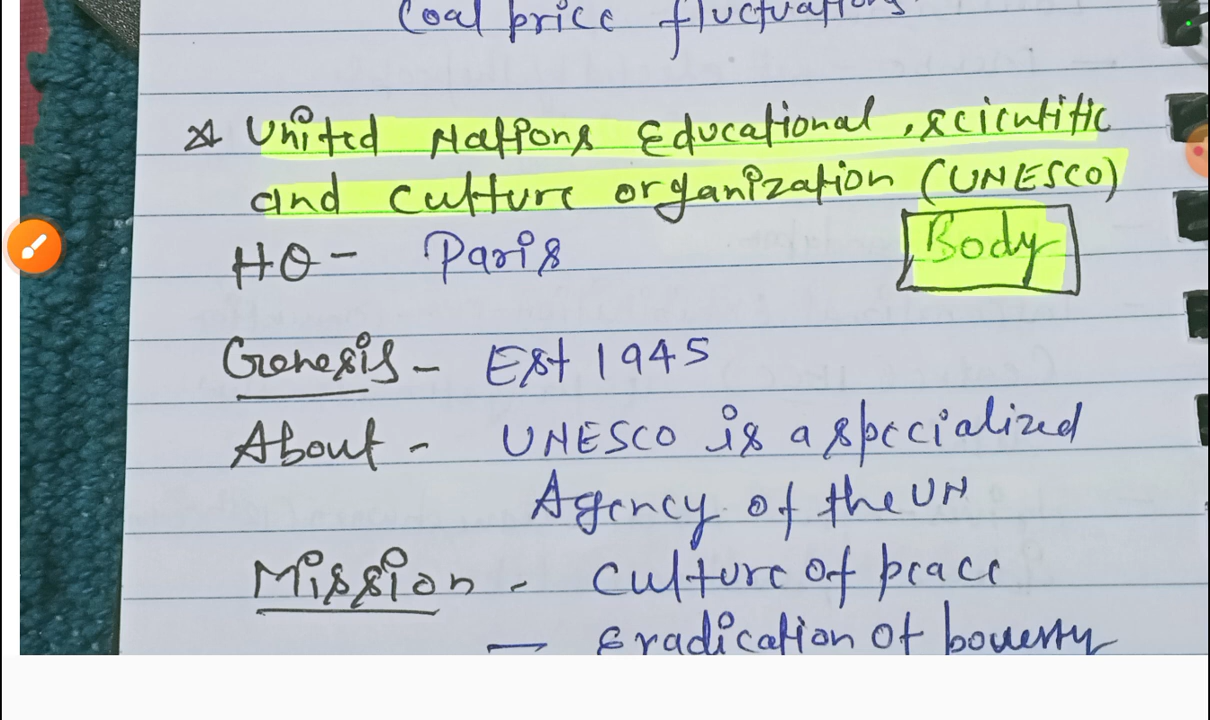 Coal price fluctuations
☆ United Nations Educational, scientific
and culture organization (UNESCO)
HQ - Paris
Body
Genesis - Est 1945
About - UNESCO is a specialized
Agency of the UN
Mission - Culture of peace
— Eradication of poverty